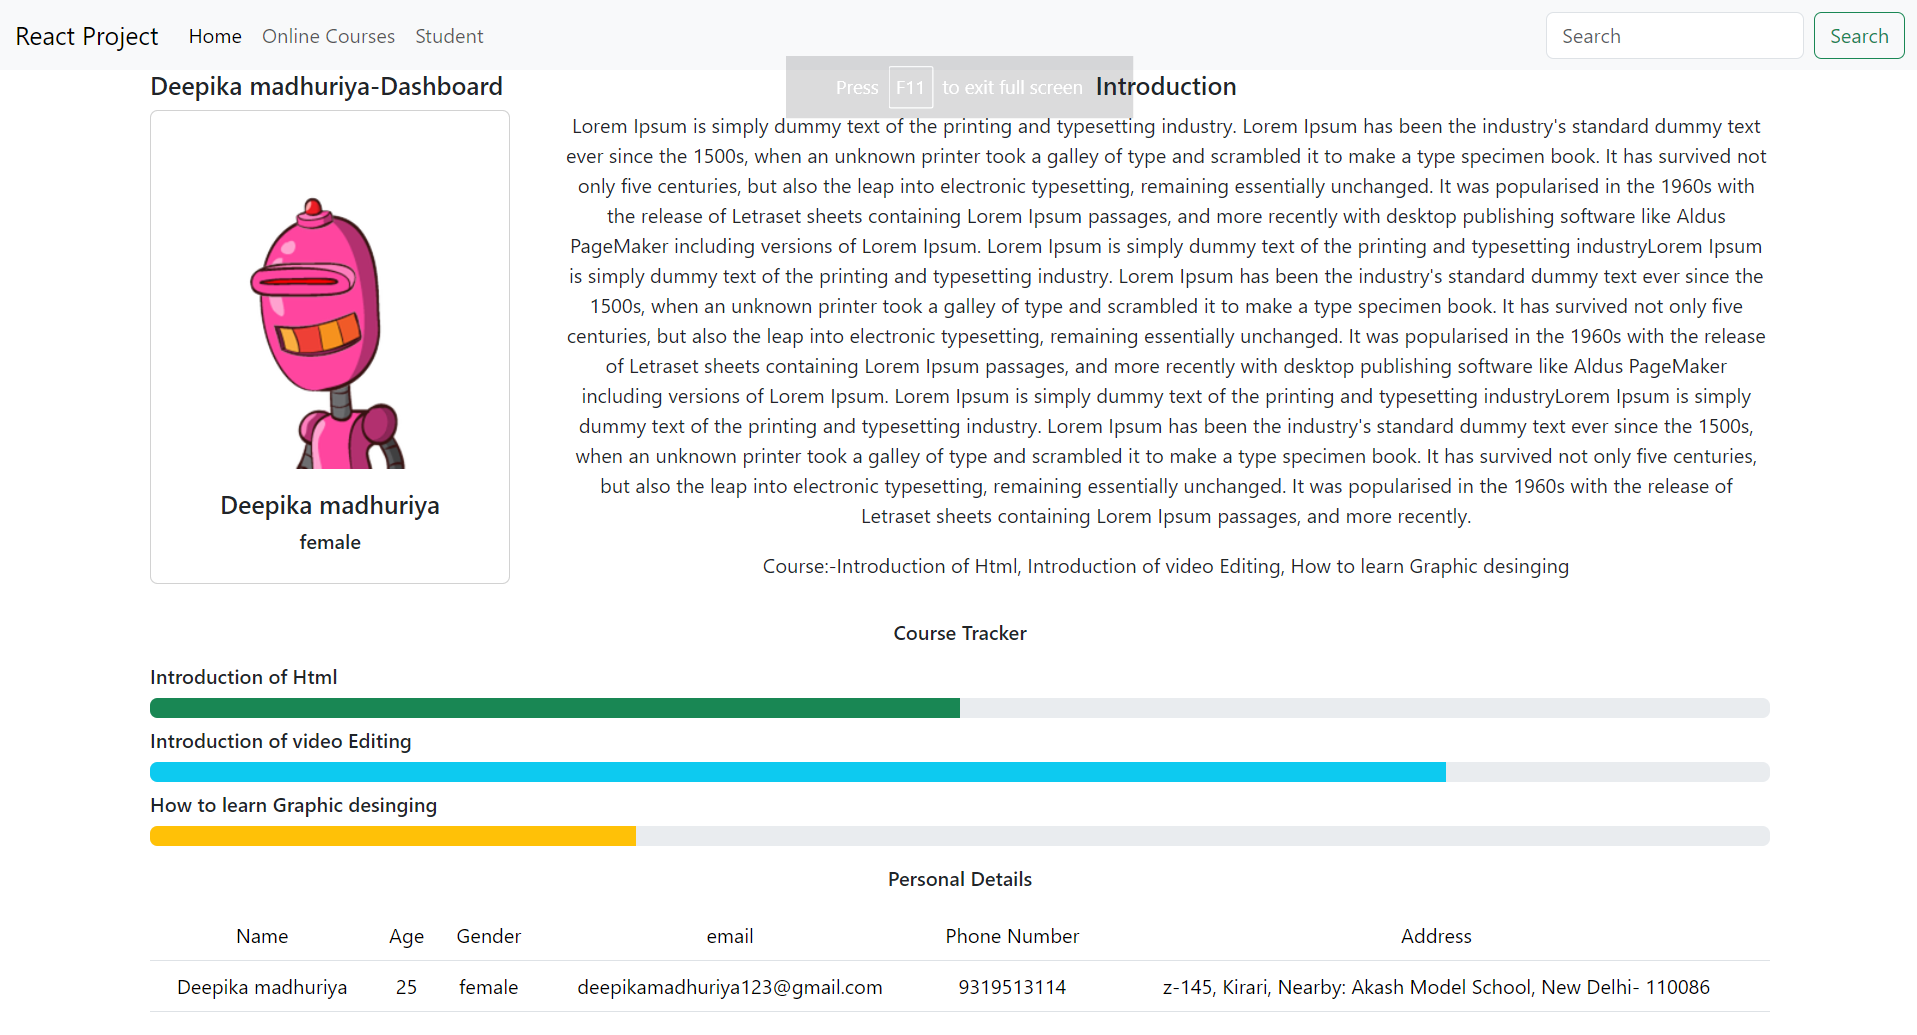 React Project Home Online Courses Student Search Search
Press F11 to exit full screen
Deepika madhuriya-Dashboard
Deepika madhuriya
female
Introduction
Lorem Ipsum is simply dummy text of the printing and typesetting industry. Lorem Ipsum has been the industry's standard dummy text
ever since the 1500s, when an unknown printer took a galley of type and scrambled it to make a type specimen book. It has survived not
only five centuries, but also the leap into electronic typesetting, remaining essentially unchanged. It was popularised in the 1960s with
the release of Letraset sheets containing Lorem Ipsum passages, and more recently with desktop publishing software like Aldus
PageMaker including versions of Lorem Ipsum. Lorem Ipsum is simply dummy text of the printing and typesetting industryLorem Ipsum
is simply dummy text of the printing and typesetting industry. Lorem Ipsum has been the industry's standard dummy text ever since the
1500s, when an unknown printer took a galley of type and scrambled it to make a type specimen book. It has survived not only five
centuries, but also the leap into electronic typesetting, remaining essentially unchanged. It was popularised in the 1960s with the release
of Letraset sheets containing Lorem Ipsum passages, and more recently with desktop publishing software like Aldus PageMaker
including versions of Lorem Ipsum. Lorem Ipsum is simply dummy text of the printing and typesetting industryLorem Ipsum is simply
dummy text of the printing and typesetting industry. Lorem Ipsum has been the industry's standard dummy text ever since the 1500s,
when an unknown printer took a galley of type and scrambled it to make a type specimen book. It has survived not only five centuries,
but also the leap into electronic typesetting, remaining essentially unchanged. It was popularised in the 1960s with the release of
Letraset sheets containing Lorem Ipsum passages, and more recently.
Course:-Introduction of Html, Introduction of video Editing, How to learn Graphic desinging
Course Tracker
Introduction of Html
Introduction of video Editing
How to learn Graphic desinging
Personal Details
Name Age Gender email Phone Number Address
Deepika madhuriya 25 female deepikamadhuriya123@gmail.com 9319513114 z-145, Kirari, Nearby: Akash Model School, New Delhi- 110086